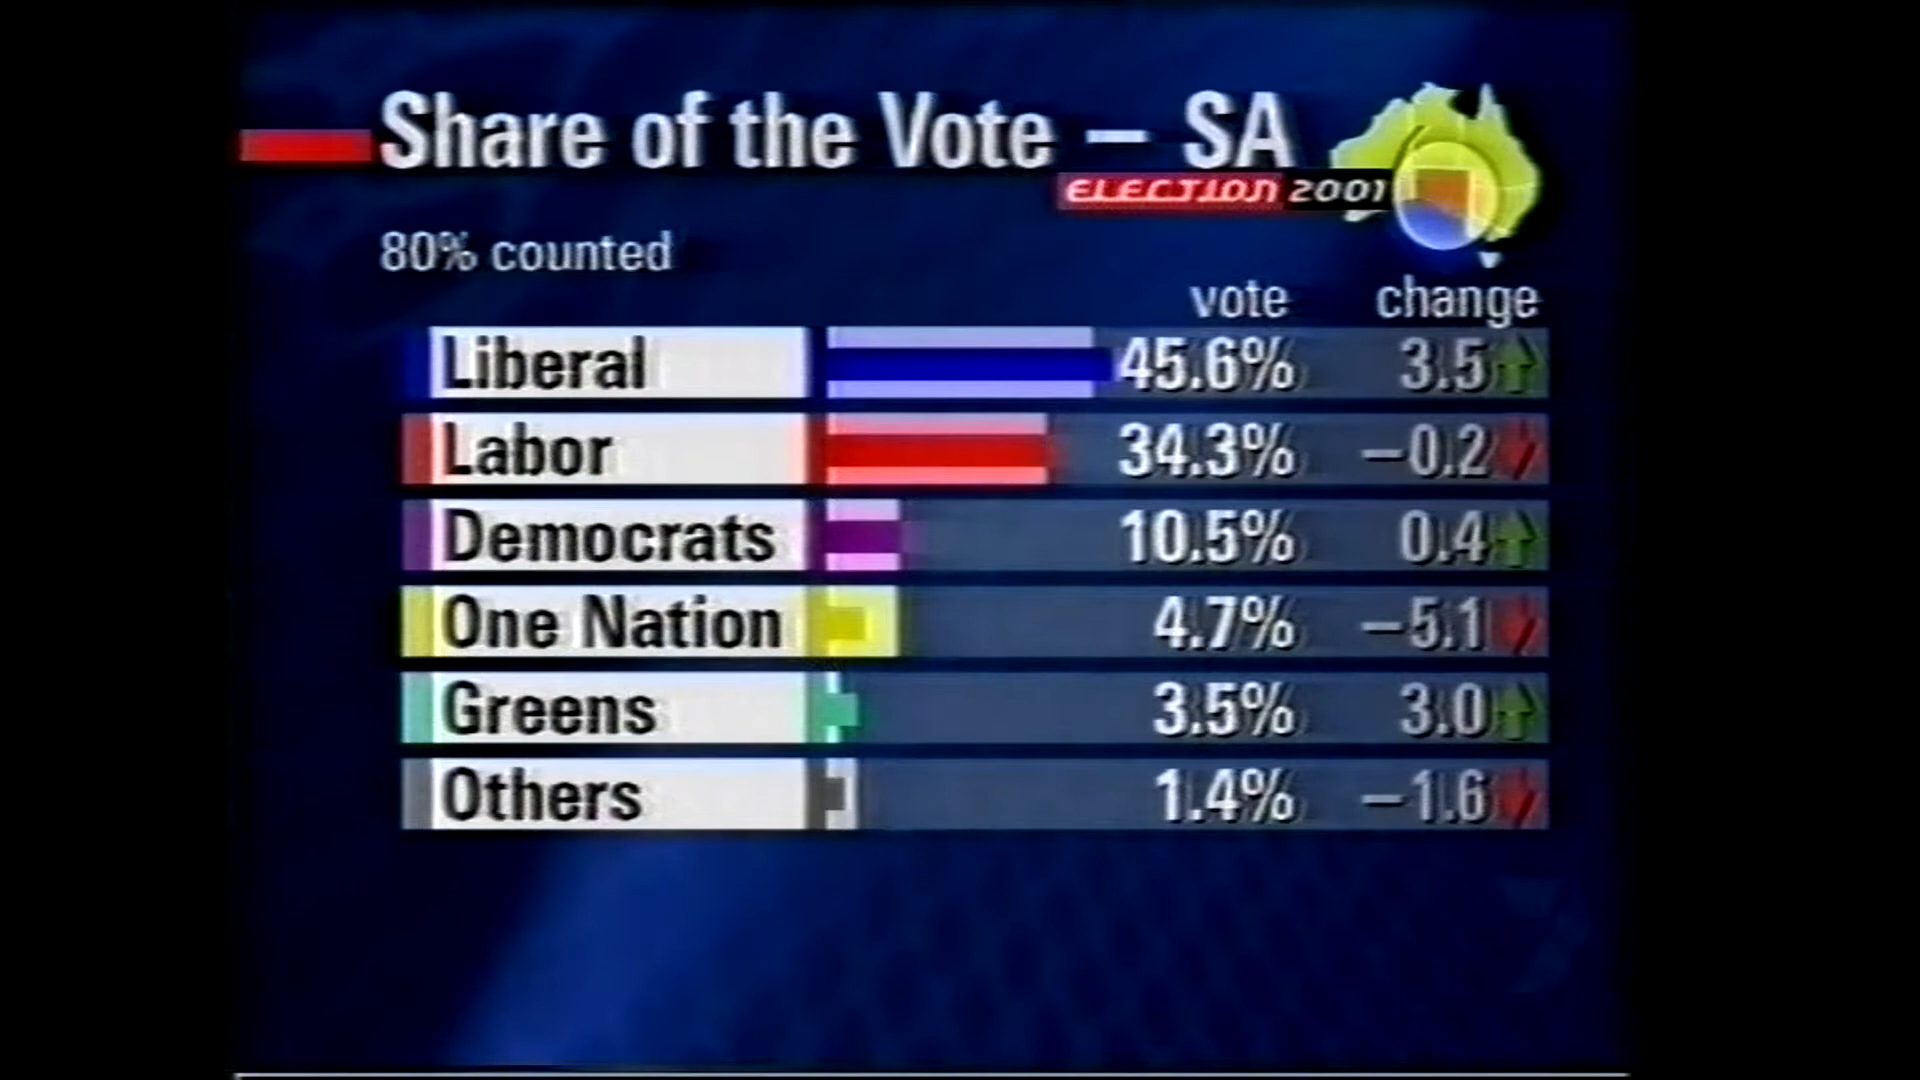 Share of the Vote – SA
ELECTION 2001
80% counted
vote change
Liberal 45.6% 3.5
Labor 34.3% –0.2
Democrats 10.5% 0.4
One Nation 4.7% –5.1
Greens 3.5% 3.0
Others 1.4% –1.6